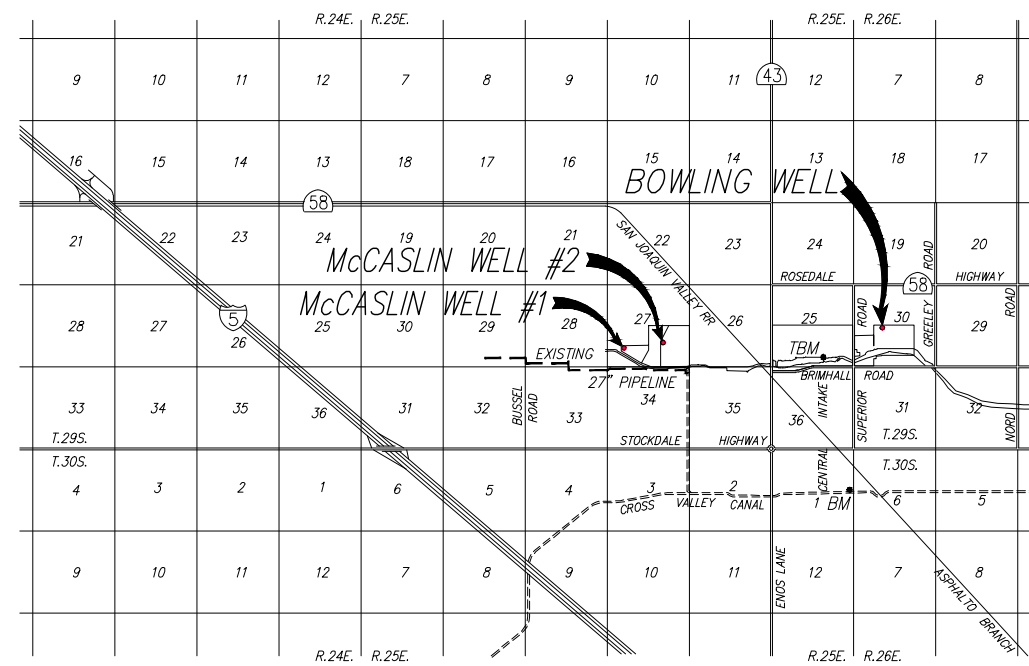 R.24E. R.25E. R.25E. R.26E.
9 10 11 12 7 8 9 10 11 43 12 7 8
16 15 14 13 18 17 16 15 14 13 18 17
BOWLING WELL
58
21 22 23 24 19 20 21 22 23 24 19 20
SAN JOAQUIN VALLEY RR
McCASLIN WELL #2
ROSEDALE 58 HIGHWAY
GREELEY ROAD
McCASLIN WELL #1
28 27 5 26 25 30 29 28 27 26 25 30 29
SUPERIOR ROAD
NORD ROAD
EXISTING
TBM
27" PIPELINE
BRIMHALL ROAD
33 34 35 36 31 32 33 34 35 36 31 32
BUSSEL ROAD
CENTRAL INTAKE
T.29S. STOCKDALE HIGHWAY T.29S.
T.30S. T.30S.
4 3 2 1 6 5 4 3 2 1 6 5
CROSS VALLEY CANAL
BM
ENOS LANE
9 10 11 12 7 8 9 10 11 12 7 8
ASPHALTO BRANCH
R.24E. R.25E. R.25E. R.26E.